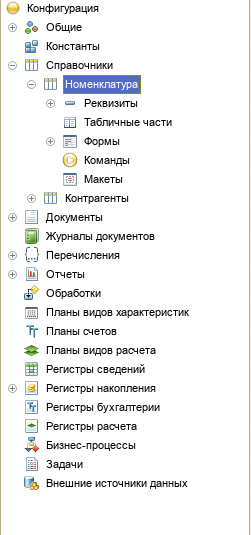 Конфигурация
Общие
Константы
Справочники
Номенклатура
Реквизиты
Табличные части
Формы
Команды
Макеты
Контрагенты
Документы
Журналы документов
Перечисления
Отчеты
Обработки
Планы видов характеристик
Планы счетов
Планы видов расчета
Регистры сведений
Регистры накопления
Регистры бухгалтерии
Регистры расчета
Бизнес-процессы
Задачи
Внешние источники данных